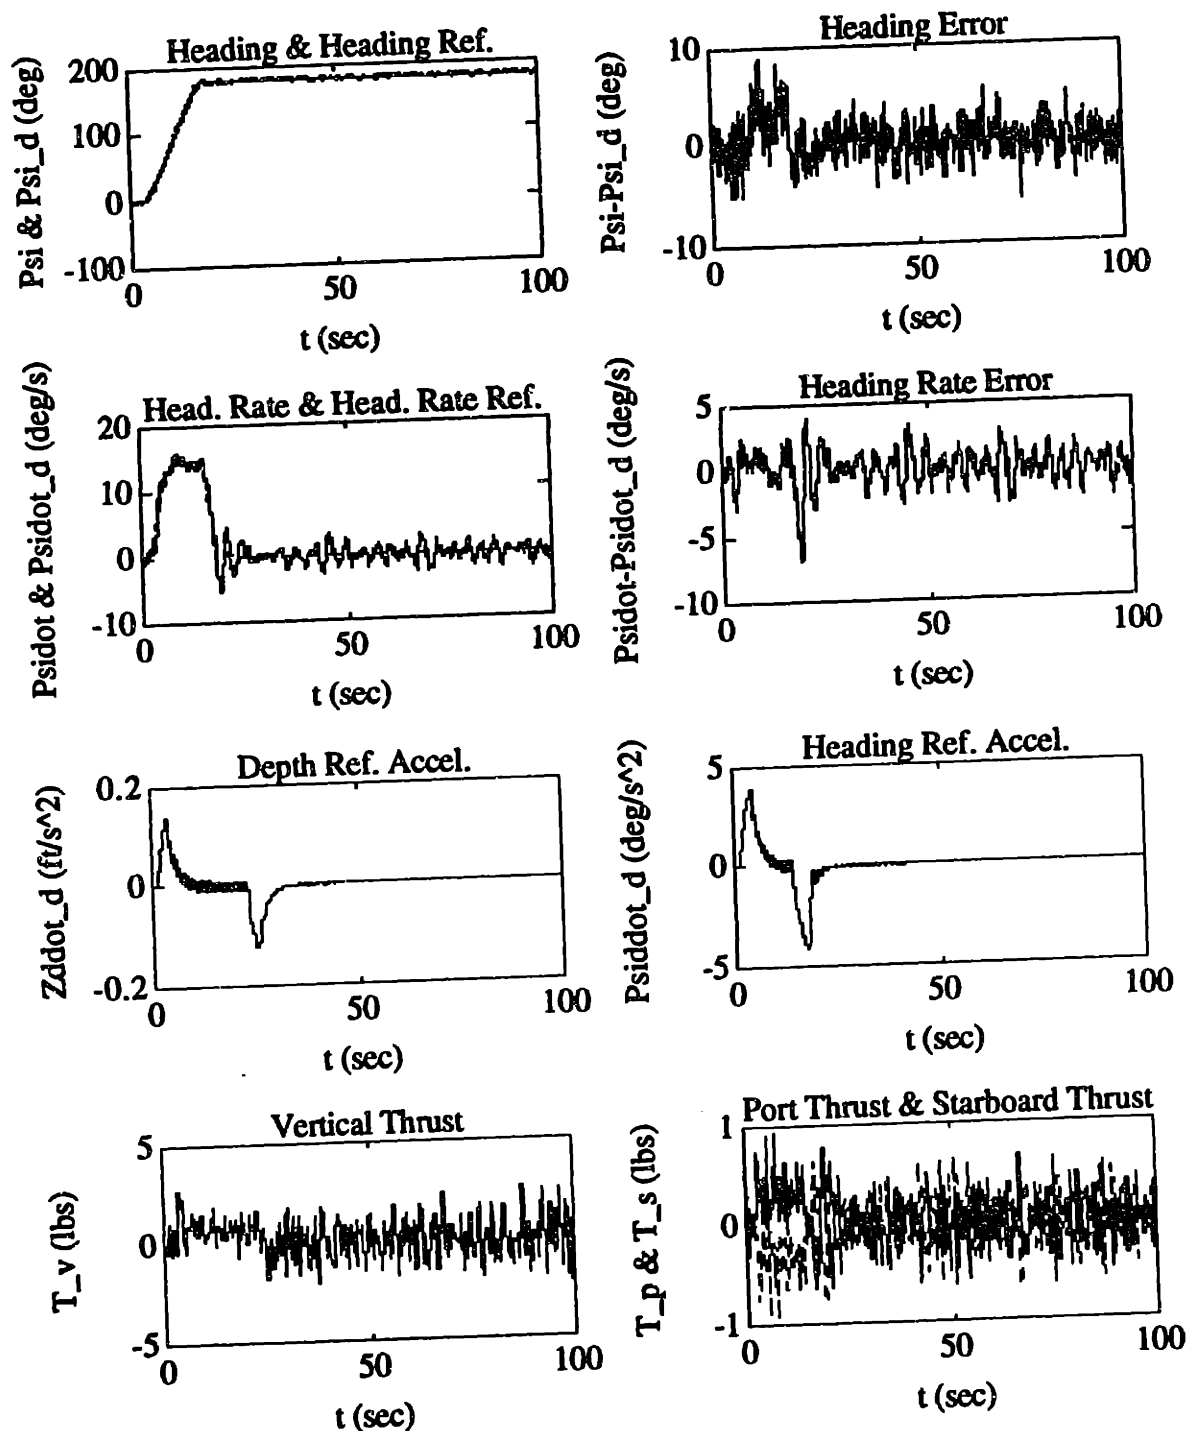 Heading & Heading Ref.
Psi & Psi_d (deg)
200
100
0
-100
0
50
100
t (sec)
Heading Error
Psi-Psi_d (deg)
10
0
-10
0
50
100
t (sec)
Head. Rate & Head. Rate Ref.
Psidot & Psidot_d (deg/s)
20
10
0
-10
0
50
100
t (sec)
Heading Rate Error
Psidot-Psidot_d (deg/s)
5
0
-5
-10
0
50
100
t (sec)
Depth Ref. Accel.
Zddot_d (ft/s^2)
0.2
0
-0.2
0
50
100
t (sec)
Heading Ref. Accel.
Psiddot_d (deg/s^2)
5
0
-5
0
50
100
t (sec)
Vertical Thrust
T_v (lbs)
5
0
-5
0
50
100
t (sec)
Port Thrust & Starboard Thrust
T_p & T_s (lbs)
1
0
-1
0
50
100
t (sec)